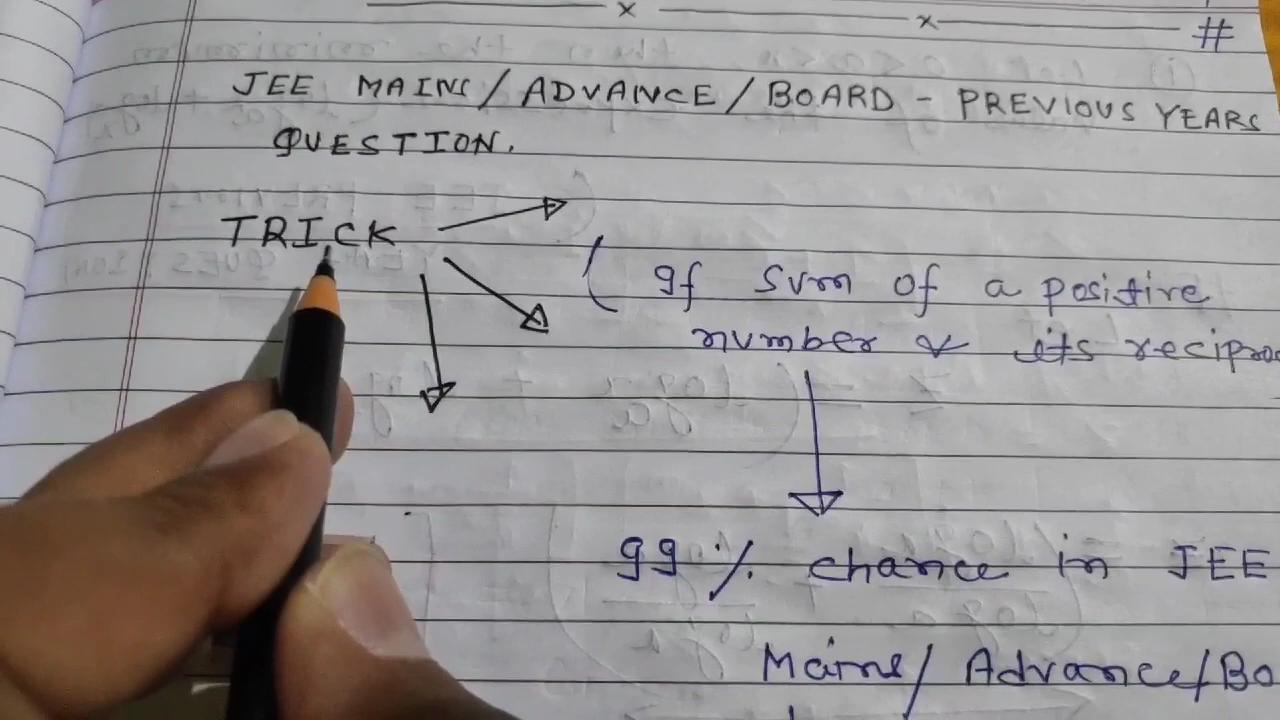 #
JEE MAINS/ADVANCE/BOARD - PREVIOUS YEARS
QUESTION.
TRICK
( If Sum of a positive
number & its reciproc
99% chance in JEE
Mains/ Advance/Bo